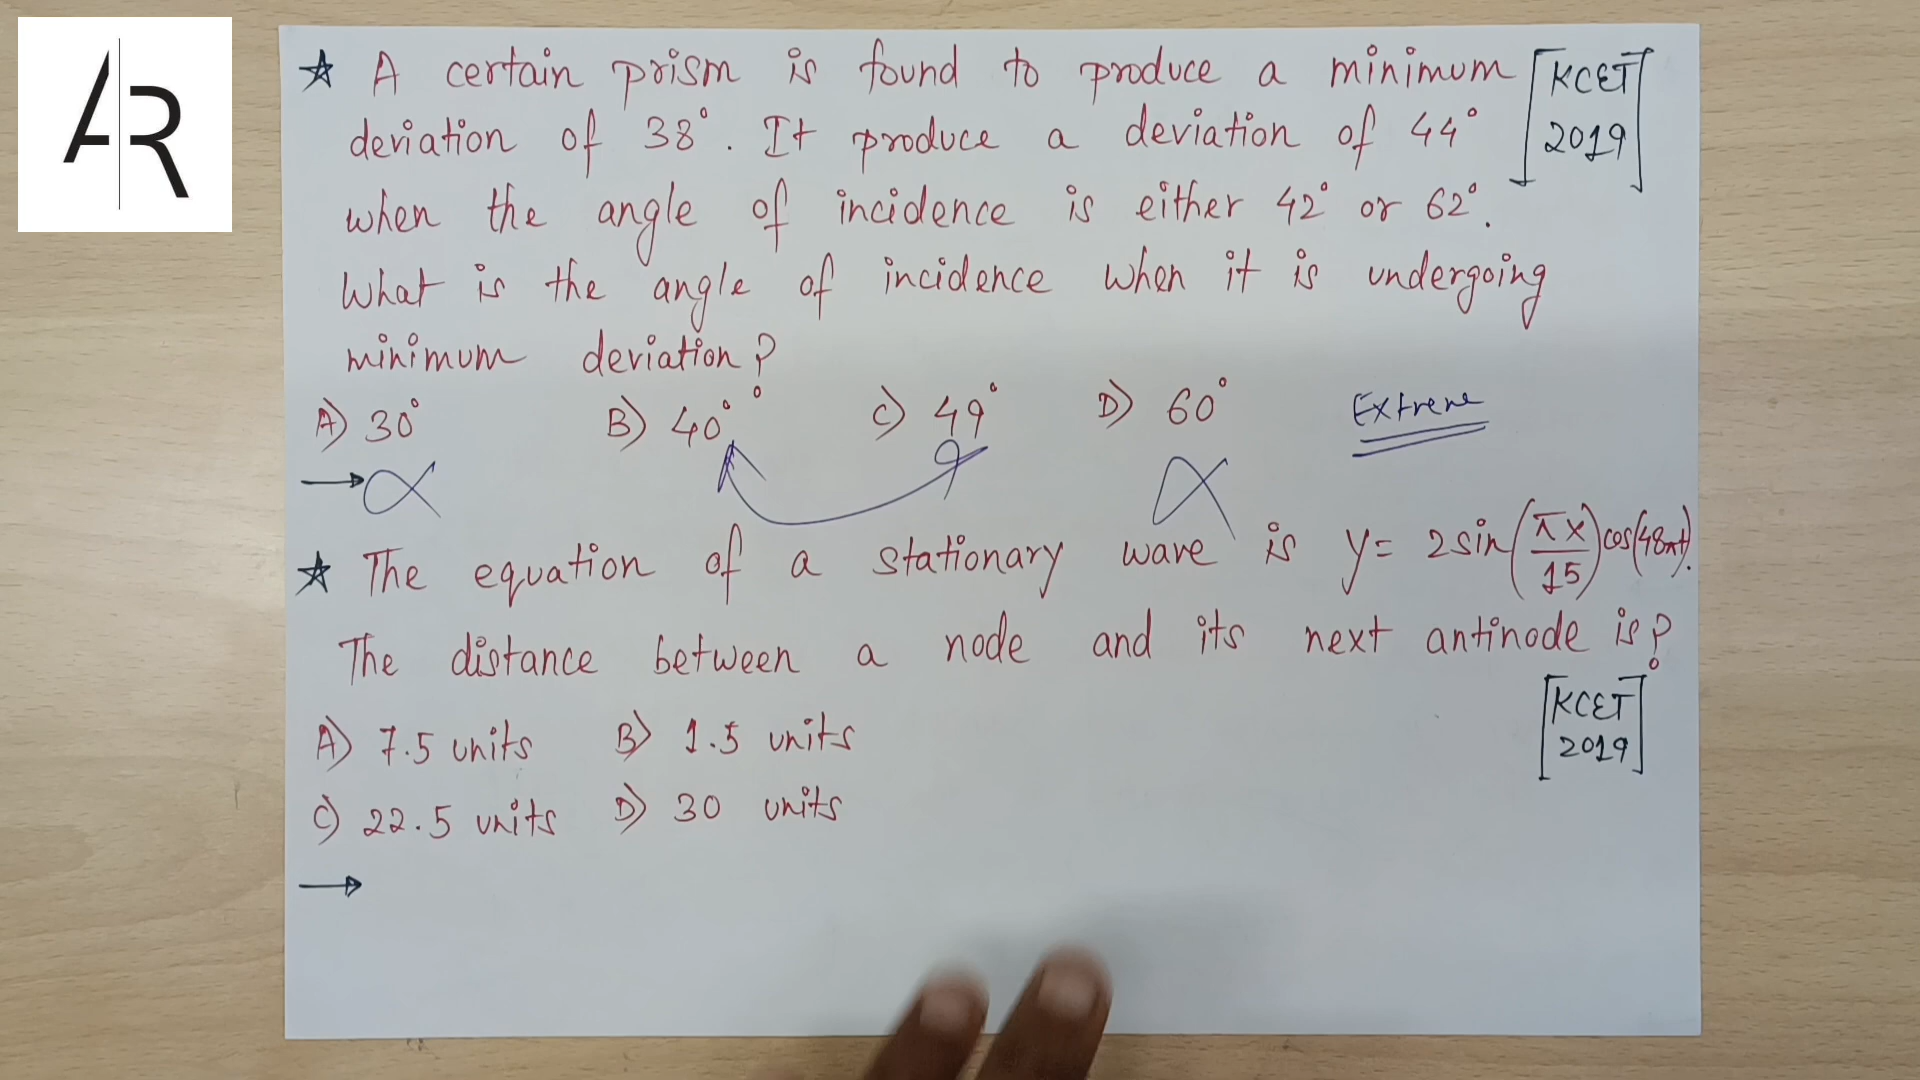 AR
☆ A certain prism is found to produce a minimum [KCET
deviation of 38°. It produce a deviation of 44° 2019]
when the angle of incidence is either 42° or 62°.
What is the angle of incidence when it is undergoing
minimum deviation?
A) 30° B) 40° C) 49° D) 60° Extreme
→
☆ The equation of a stationary wave is y= 2sin(πx/15)cos(48πt).
The distance between a node and its next antinode is?
[KCET
A) 7.5 units B) 1.5 units 2019]
C) 22.5 units D) 30 units
→